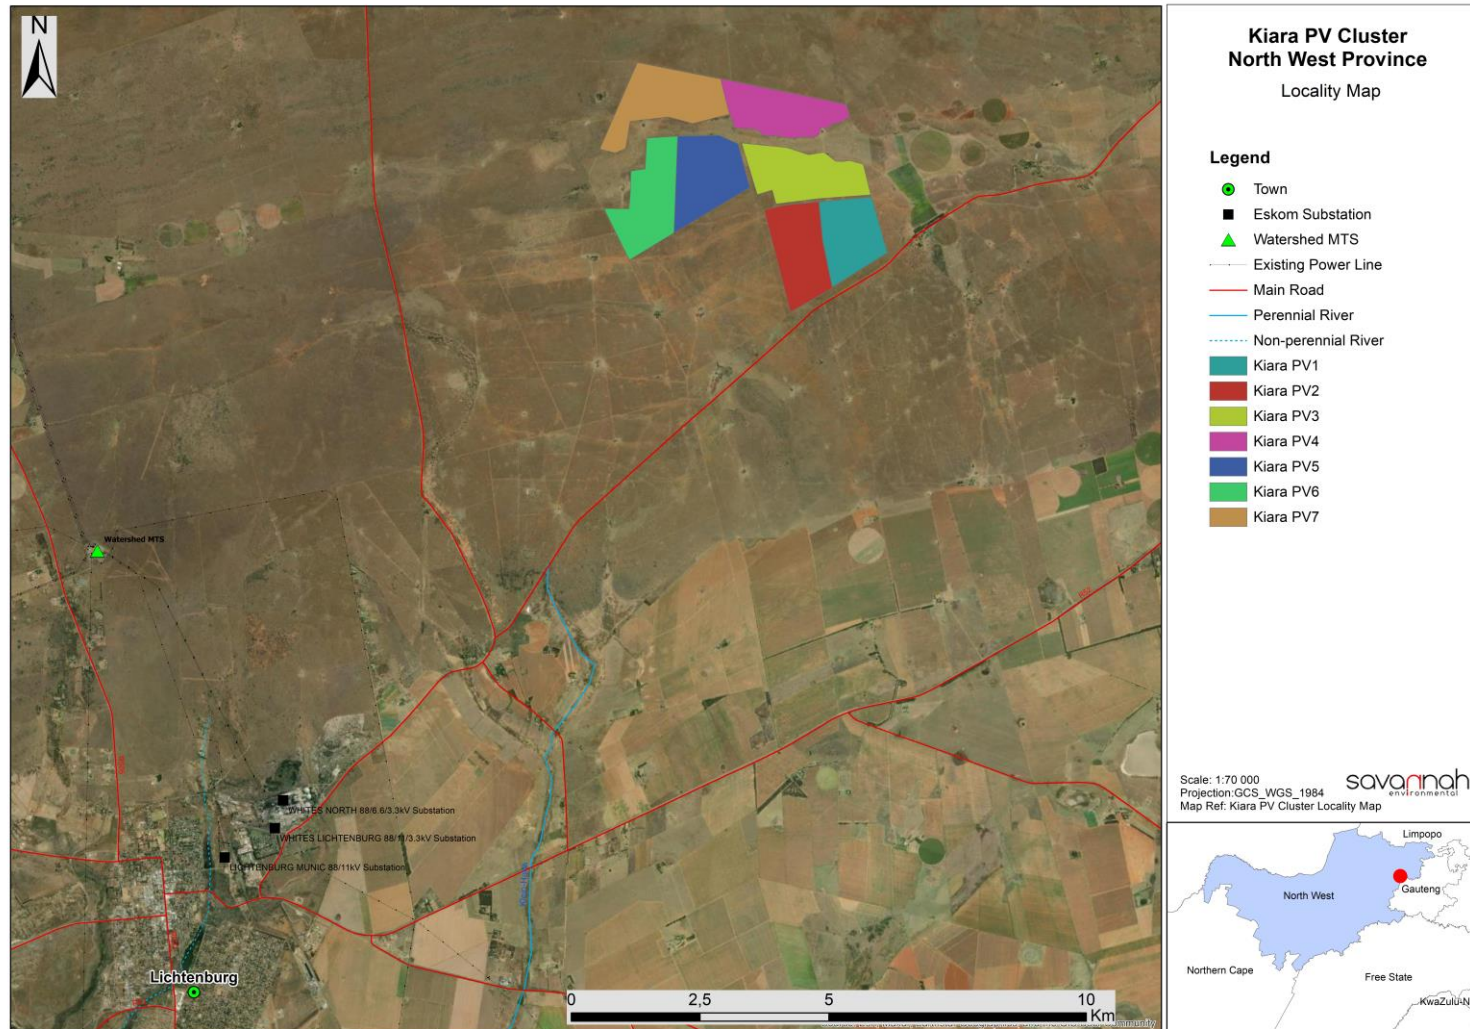 N
Kiara PV Cluster
North West Province
Locality Map
Legend
Town
Eskom Substation
Watershed MTS
Existing Power Line
Main Road
Perennial River
Non-perennial River
Kiara PV1
Kiara PV2
Kiara PV3
Kiara PV4
Kiara PV5
Kiara PV6
Kiara PV7
Watershed MTS
WHITES NORTH 88/6.6/3.3kV Substation
WHITES LICHTENBURG 88/11/3.3kV Substation
LICHTENBURG MUNIC 88/11kV Substation
Lichtenburg
0 2,5 5 10
Km
Scale: 1:70 000
Projection:GCS_WGS_1984
Map Ref: Kiara PV Cluster Locality Map
savannah
environmental
Limpopo
North West
Gauteng
Northern Cape
Free State
KwaZulu-N